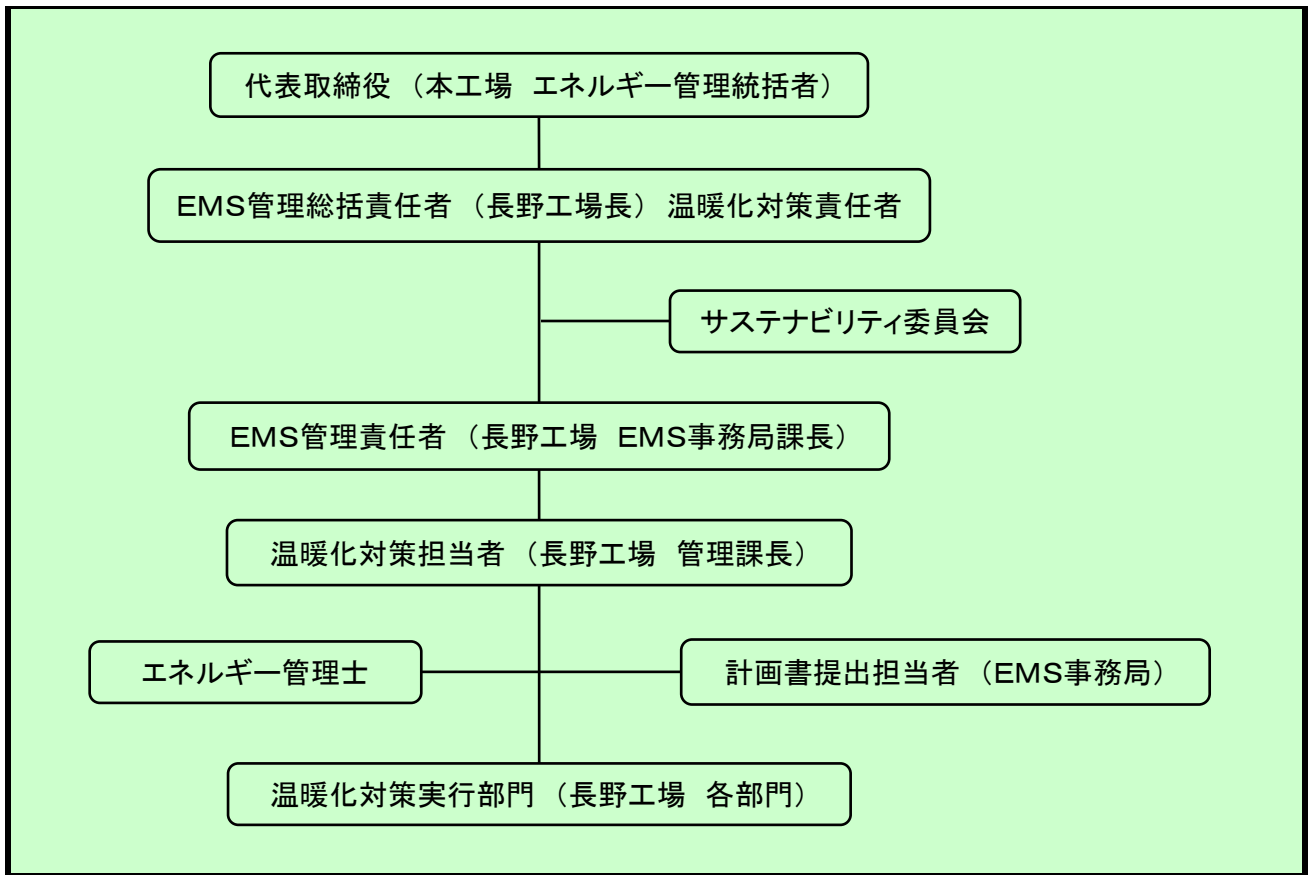 代表取締役（本工場　エネルギー管理統括者）
ＥＭＳ管理総括責任者（長野工場長）温暖化対策責任者
サステナビリティ委員会
ＥＭＳ管理責任者（長野工場　ＥＭＳ事務局課長）
温暖化対策担当者（長野工場　管理課長）
エネルギー管理士
計画書提出担当者（ＥＭＳ事務局）
温暖化対策実行部門（長野工場　各部門）